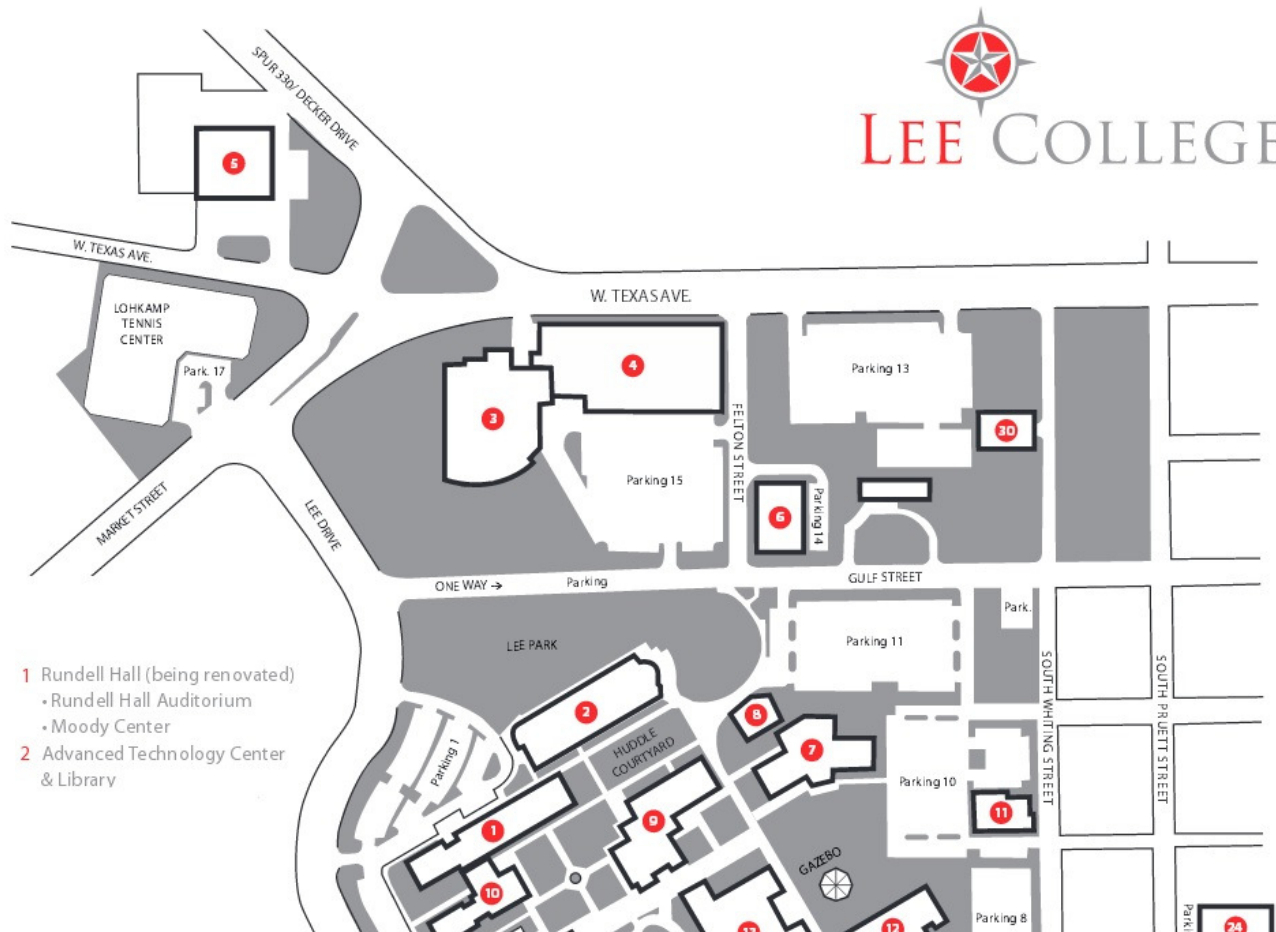 LEE COLLEGE
SPUR 330/ DECKER DRIVE
5
W. TEXAS AVE.
W. TEXAS AVE.
LOHKAMP
TENNIS
CENTER
Park. 17
4
Parking 13
3
FELTON STREET
30
Parking 15
MARKET STREET
LEE DRIVE
6
Parking 14
ONE WAY →
Parking
GULF STREET
Park.
LEE PARK
Parking 11
SOUTH WHITING STREET
SOUTH PRUETT STREET
1 Rundell Hall (being renovated)
• Rundell Hall Auditorium
• Moody Center
2 Advanced Technology Center
& Library
2
8
HUDDLE
COURTYARD
7
Parking 1
Parking 10
9
11
1
GAZEBO
10
Parking 8
12
24